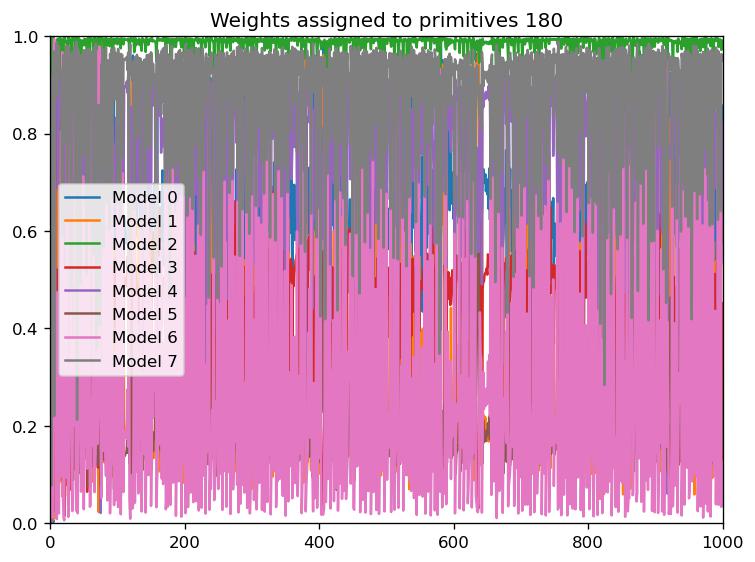 Weights assigned to primitives 180
1.0
0.8
0.6
0.4
0.2
0.0
Model 0
Model 1
Model 2
Model 3
Model 4
Model 5
Model 6
Model 7
0 200 400 600 800 1000